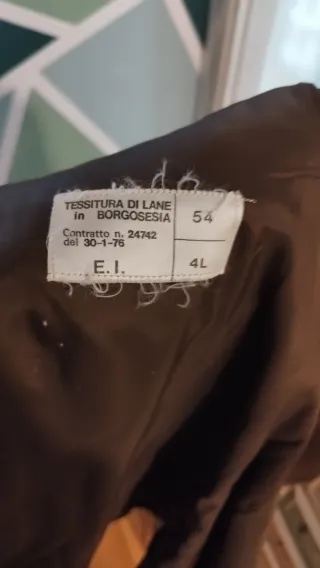 TESSITURA DI LANE
in BORGOSESIA
Contratto n. 24742
del 30-1-76
E.I.
54
4L